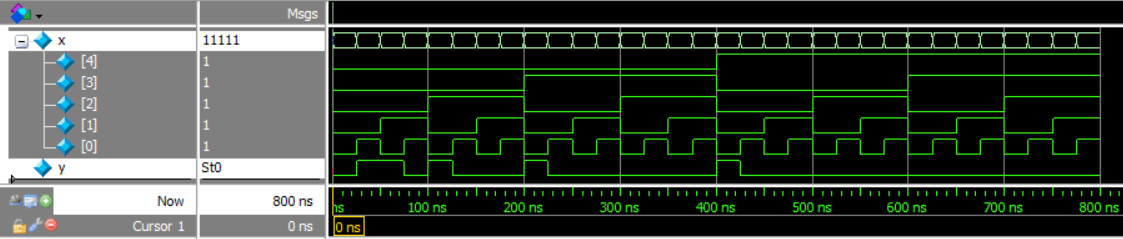 Msgs
x 11111
[4] 1
[3] 1
[2] 1
[1] 1
[0] 1
y St0
Now 800 ns ns 100 ns 200 ns 300 ns 400 ns 500 ns 600 ns 700 ns 800 ns
Cursor 1 0 ns 0 ns